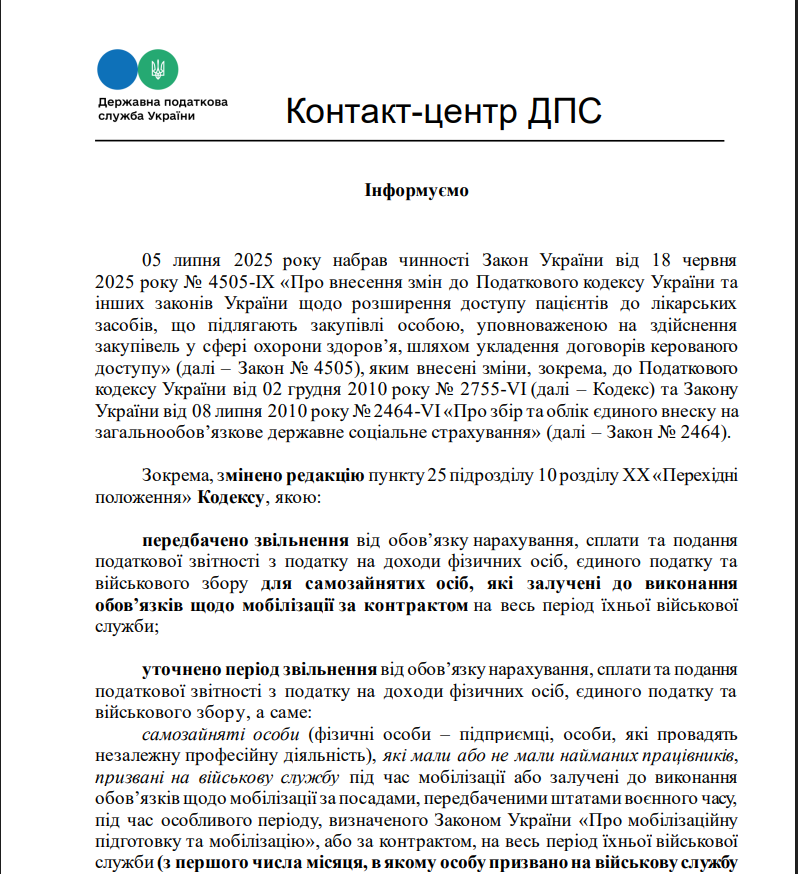 Державна податкова
служба України
Контакт-центр ДПС
Інформуємо
05 липня 2025 року набрав чинності Закон України від 18 червня
2025 року № 4505-IX «Про внесення змін до Податкового кодексу України та
інших законів України щодо розширення доступу пацієнтів до лікарських
засобів, що підлягають закупівлі особою, уповноваженою на здійснення
закупівель у сфері охорони здоров’я, шляхом укладення договорів керованого
доступу» (далі – Закон № 4505), яким внесені зміни, зокрема, до Податкового
кодексу України від 02 грудня 2010 року № 2755-VI (далі – Кодекс) та Закону
України від 08 липня 2010 року № 2464-VI «Про збір та облік єдиного внеску на
загальнообов’язкове державне соціальне страхування» (далі – Закон № 2464).
Зокрема, змінено редакцію пункту 25 підрозділу 10 розділу XX «Перехідні
положення» Кодексу, якою:
передбачено звільнення від обов’язку нарахування, сплати та подання
податкової звітності з податку на доходи фізичних осіб, єдиного податку та
військового збору для самозайнятих осіб, які залучені до виконання
обов’язків щодо мобілізації за контрактом на весь період їхньої військової
служби;
уточнено період звільнення від обов’язку нарахування, сплати та подання
податкової звітності з податку на доходи фізичних осіб, єдиного податку та
військового збору, а саме:
самозайняті особи (фізичні особи – підприємці, особи, які провадять
незалежну професійну діяльність), які мали або не мали найманих працівників,
призвані на військову службу під час мобілізації або залучені до виконання
обов’язків щодо мобілізації за посадами, передбаченими штатами воєнного часу,
під час особливого періоду, визначеного Законом України «Про мобілізаційну
підготовку та мобілізацію», або за контрактом, на весь період їхньої військової
служби (з першого числа місяця, в якому особу призвано на військову службу